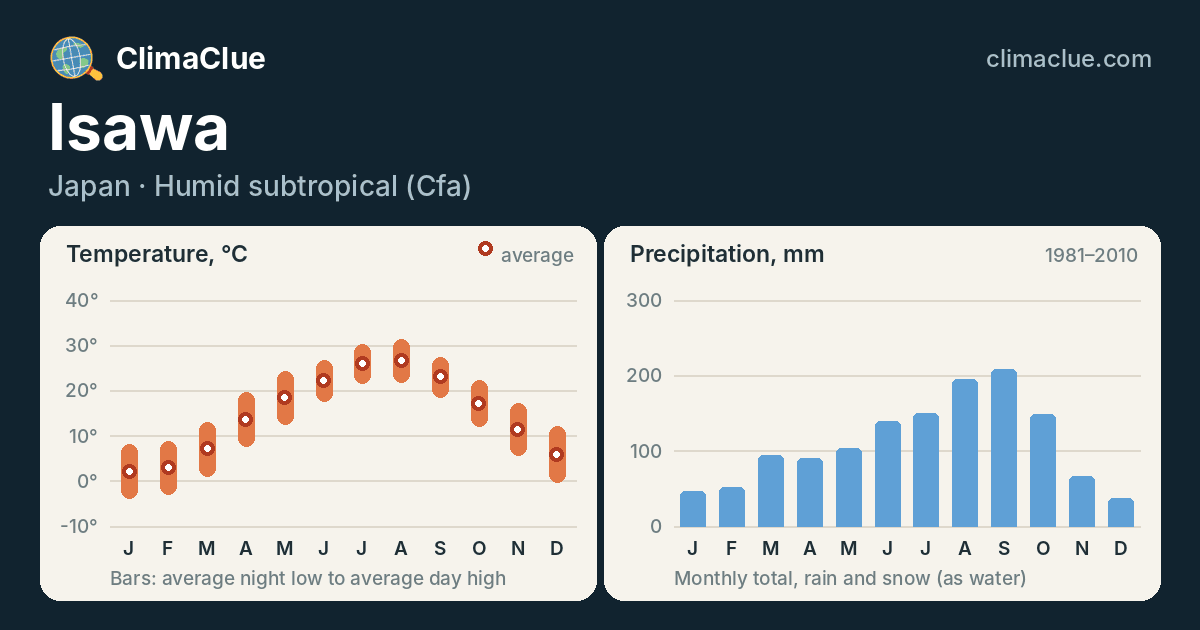 ClimaClue
climaclue.com
Isawa
Japan · Humid subtropical (Cfa)
Temperature, °C
average
40°
30°
20°
10°
0°
-10°
J F M A M J J A S O N D
Bars: average night low to average day high
Precipitation, mm
1981–2010
300
200
100
0
J F M A M J J A S O N D
Monthly total, rain and snow (as water)